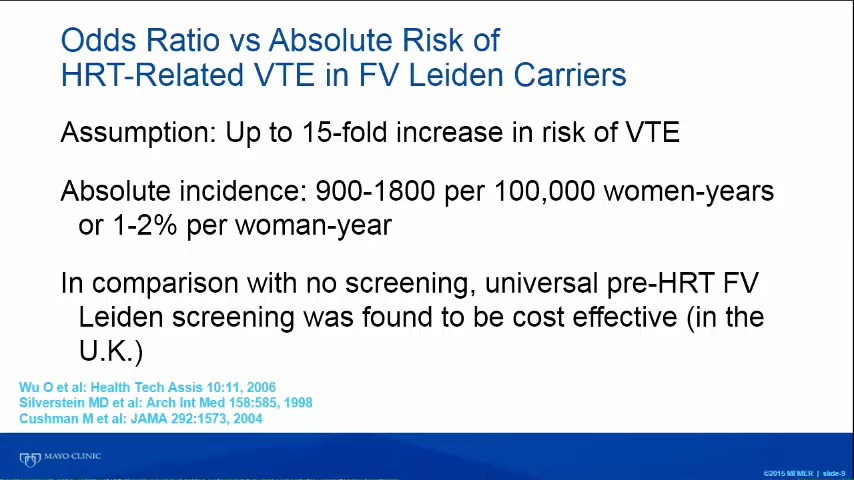 Odds Ratio vs Absolute Risk of
HRT-Related VTE in FV Leiden Carriers
Assumption: Up to 15-fold increase in risk of VTE
Absolute incidence: 900-1800 per 100,000 women-years
or 1-2% per woman-year
In comparison with no screening, universal pre-HRT FV
Leiden screening was found to be cost effective (in the
U.K.)
Wu O et al: Health Tech Assis 10:11, 2006
Silverstein MD et al: Arch Int Med 158:585, 1998
Cushman M et al: JAMA 292:1573, 2004
MAYO CLINIC
©2015 MFMER | slide-9